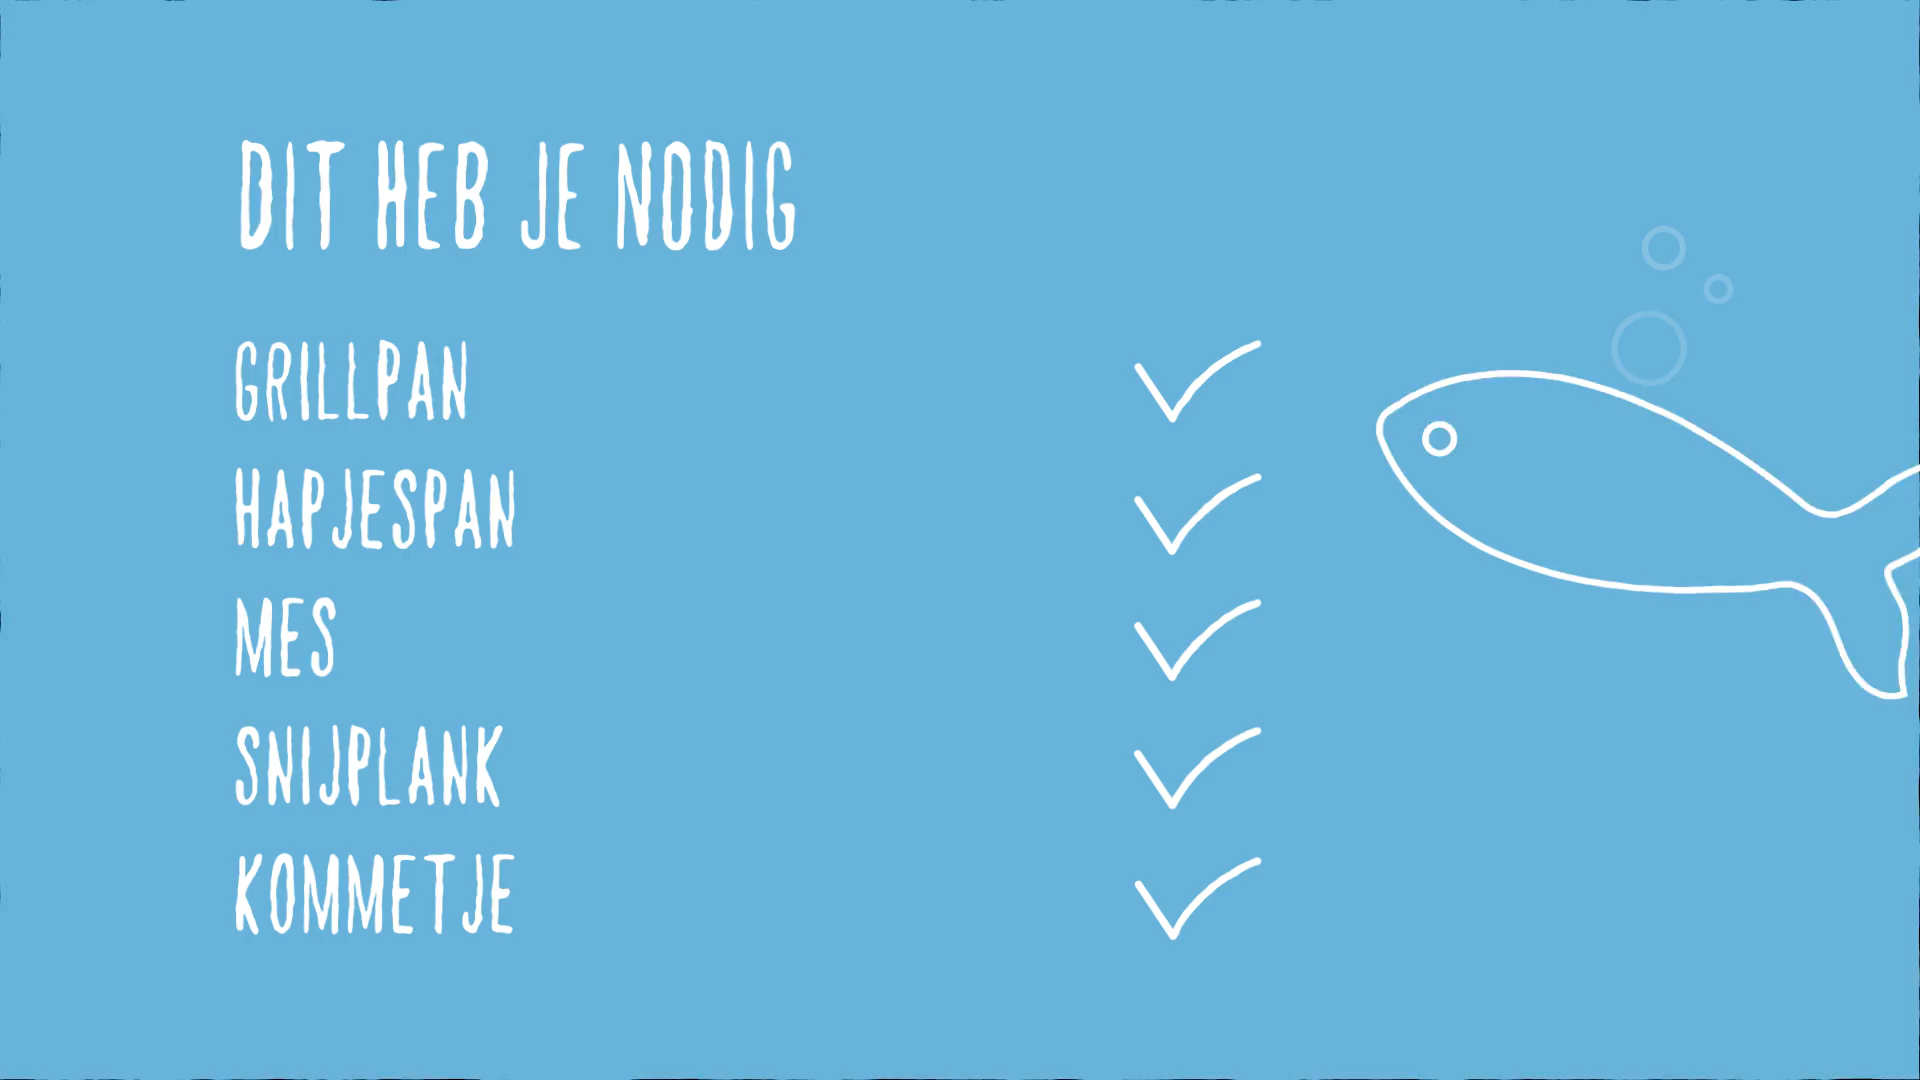 DIT HEB JE NODIG
GRILLPAN
HAPJESPAN
MES
SNIJPLANK
KOMMETJE